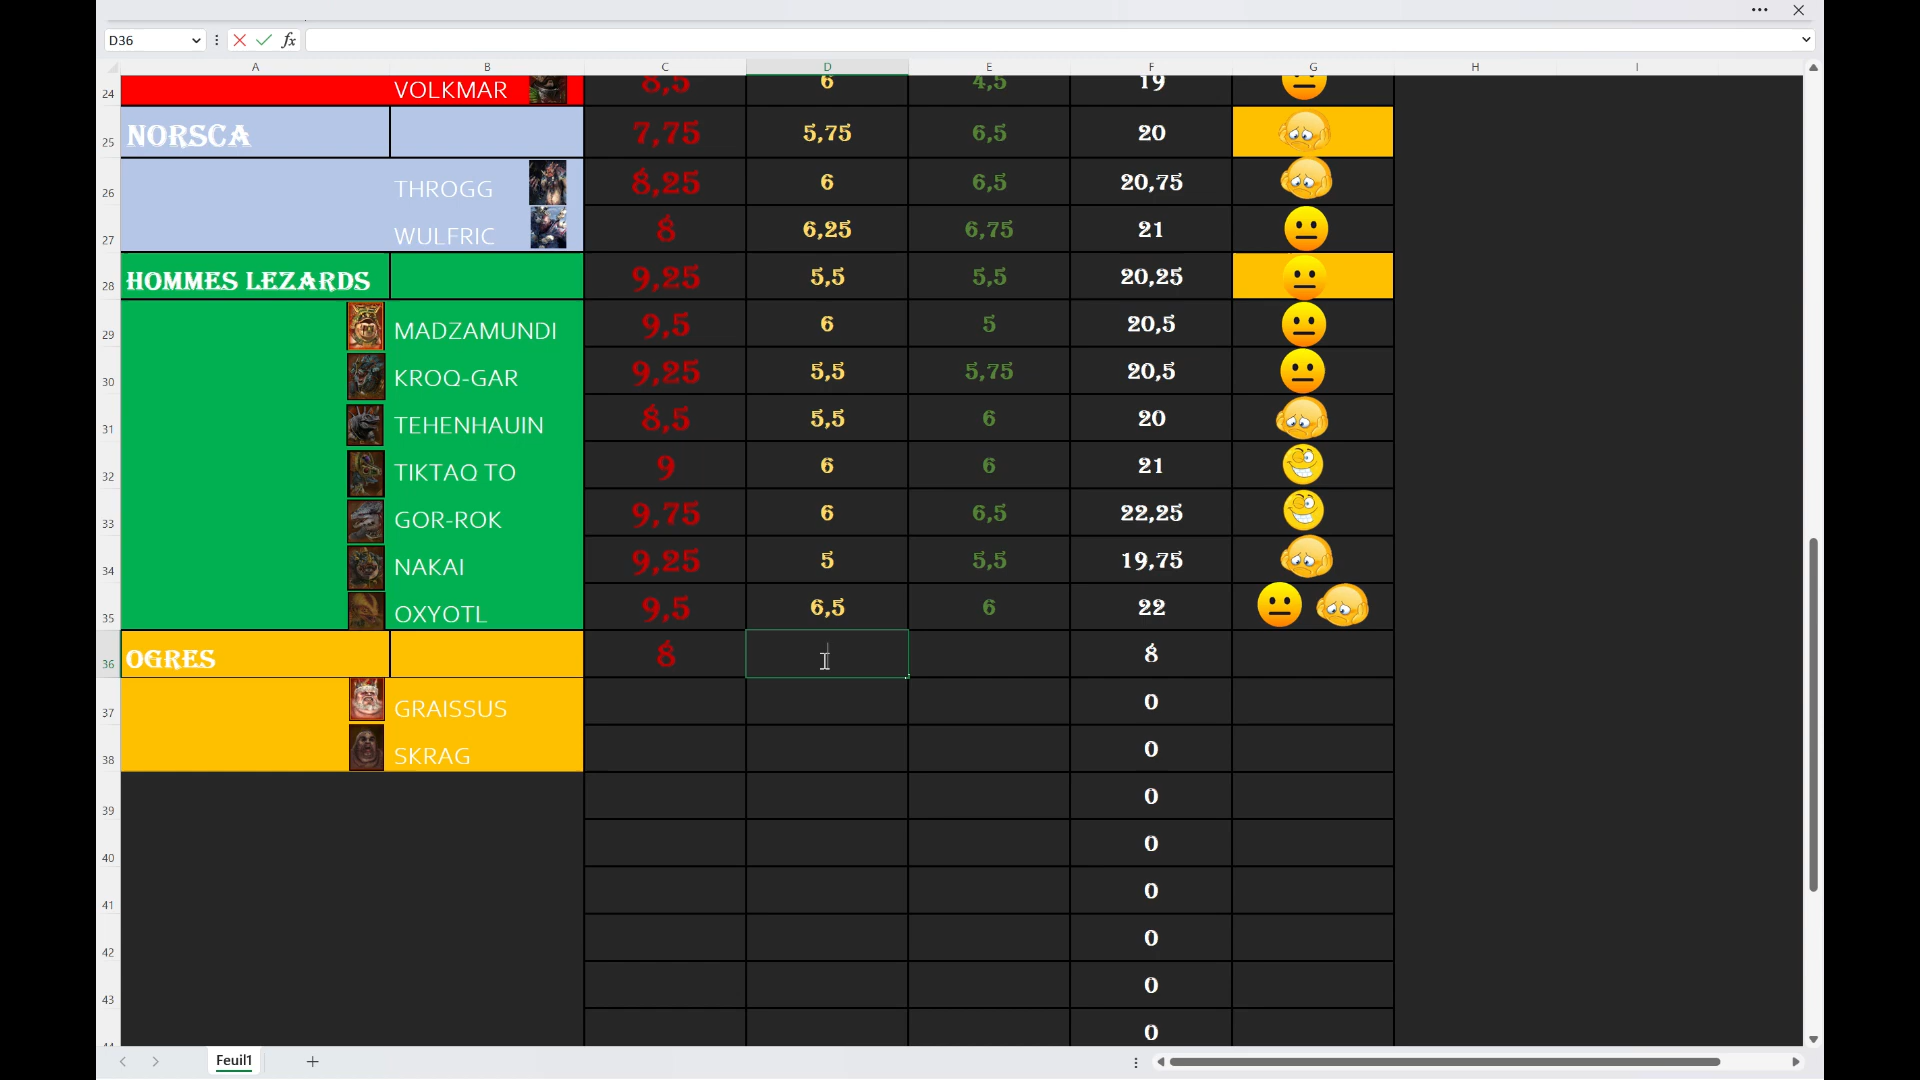 D36
fx
A B C D E F G H I
24 VOLKMAR 8,5 6 4,5 19
25 NORSCA 7,75 5,75 6,5 20
26 THROGG 8,25 6 6,5 20,75
27 WULFRIC 8 6,25 6,75 21
28 HOMMES LEZARDS 9,25 5,5 5,5 20,25
29 MADZAMUNDI 9,5 6 5 20,5
30 KROQ-GAR 9,25 5,5 5,75 20,5
31 TEHENHAUIN 8,5 5,5 6 20
32 TIKTAQ TO 9 6 6 21
33 GOR-ROK 9,75 6 6,5 22,25
34 NAKAI 9,25 5 5,5 19,75
35 OXYOTL 9,5 6,5 6 22
36 OGRES 8 8
37 GRAISSUS 0
38 SKRAG 0
39 0
40 0
41 0
42 0
43 0
44 0
Feuil1